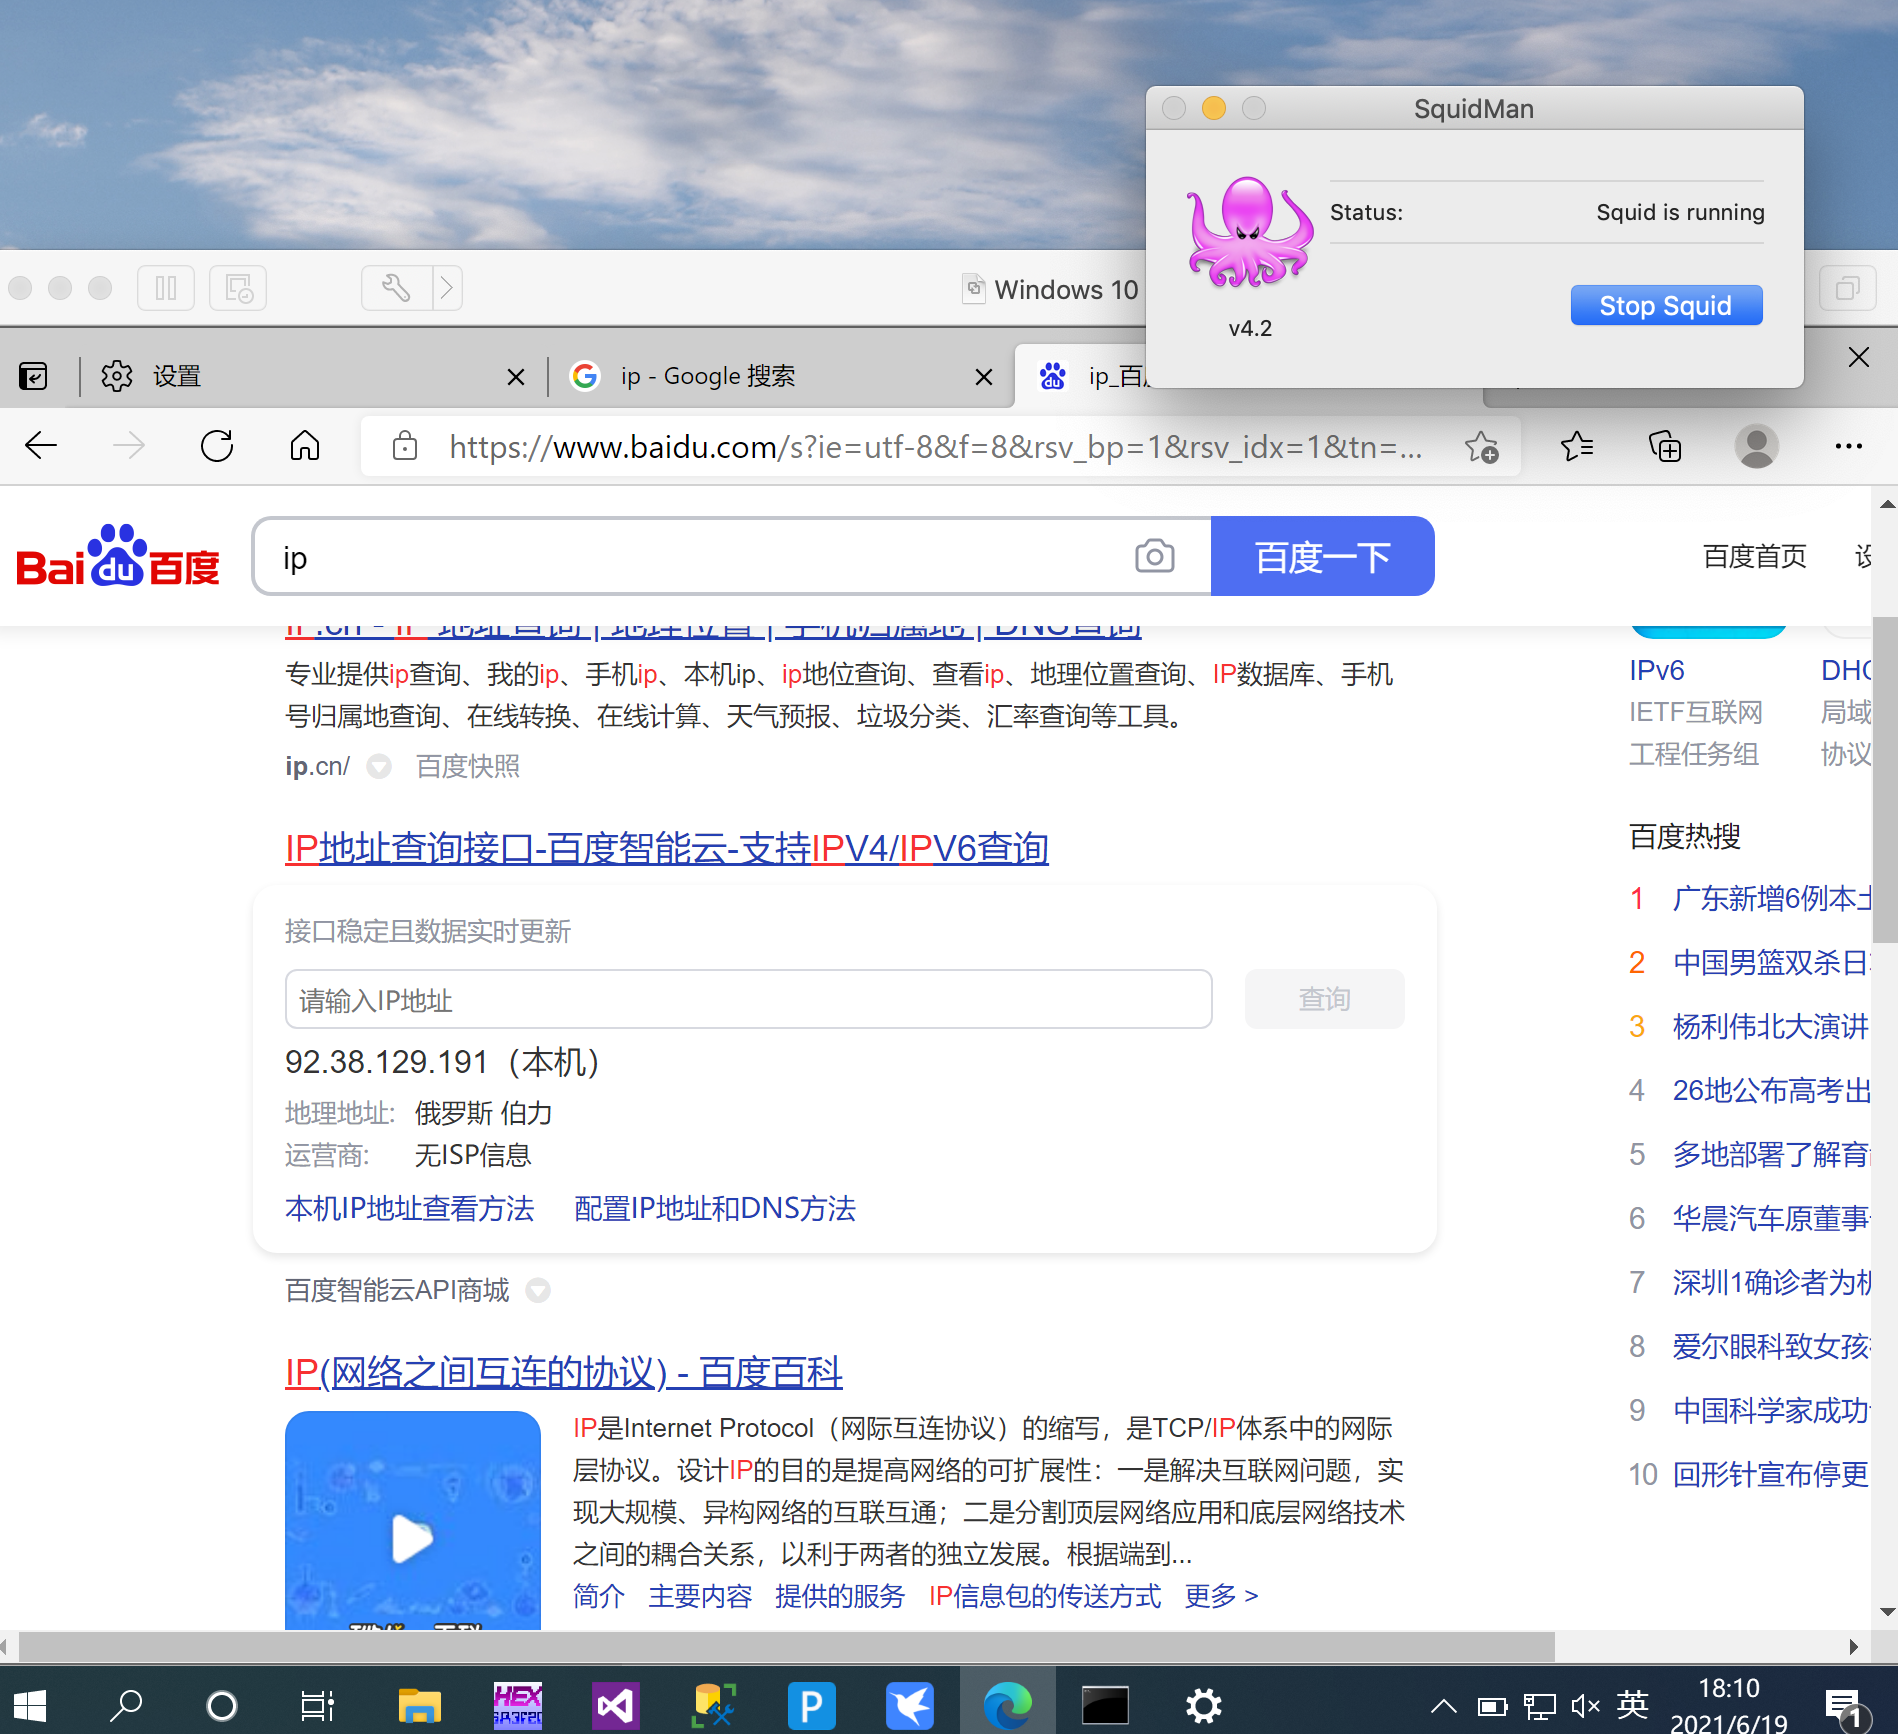 SquidMan
Status:
Squid is running
Stop Squid
v4.2
Windows 10
设置
ip - Google 搜索
ip_百
https://www.baidu.com/s?ie=utf-8&f=8&rsv_bp=1&rsv_idx=1&tn=...
Bai du 百度
ip
百度一下
百度首页
IP.cn - IP 地址查询 | 地理位置 | 手机归属地 | DNS查询
专业提供ip查询、我的ip、手机ip、本机ip、ip地位查询、查看ip、地理位置查询、IP数据库、手机
号归属地查询、在线转换、在线计算、天气预报、垃圾分类、汇率查询等工具。
ip.cn/ 百度快照
IP地址查询接口-百度智能云-支持IPV4/IPV6查询
接口稳定且数据实时更新
请输入IP地址
查询
92.38.129.191（本机）
地理地址: 俄罗斯 伯力
运营商: 无ISP信息
本机IP地址查看方法 配置IP地址和DNS方法
百度智能云API商城
IP(网络之间互连的协议) - 百度百科
IP是Internet Protocol（网际互连协议）的缩写，是TCP/IP体系中的网际
层协议。设计IP的目的是提高网络的可扩展性：一是解决互联网问题，实
现大规模、异构网络的互联互通；二是分割顶层网络应用和底层网络技术
之间的耦合关系，以利于两者的独立发展。根据端到...
简介 主要内容 提供的服务 IP信息包的传送方式 更多 >
IPv6
IETF互联网
工程任务组
DHC
局域
协议
百度热搜
1 广东新增6例本土
2 中国男篮双杀日
3 杨利伟北大演讲
4 26地公布高考出
5 多地部署了解育
6 华晨汽车原董事
7 深圳1确诊者为机
8 爱尔眼科致女孩
9 中国科学家成功
10 回形针宣布停更
HEX
P
英
18:10
2021/6/19
1